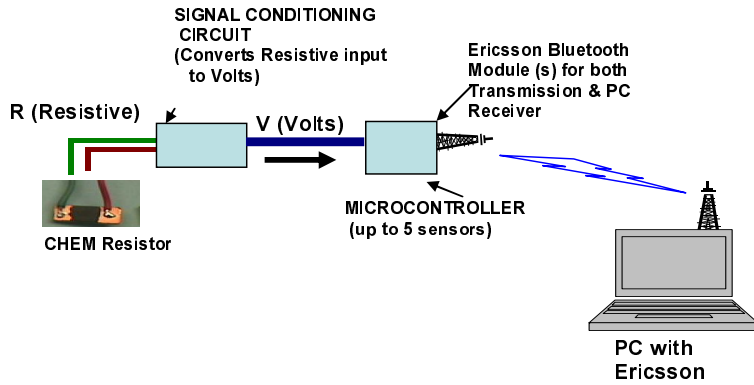 SIGNAL CONDITIONING
CIRCUIT
(Converts Resistive input
to Volts)
Ericsson Bluetooth
Module (s) for both
Transmission & PC
Receiver
R (Resistive)
V (Volts)
CHEM Resistor
MICROCONTROLLER
(up to 5 sensors)
PC with
Ericsson